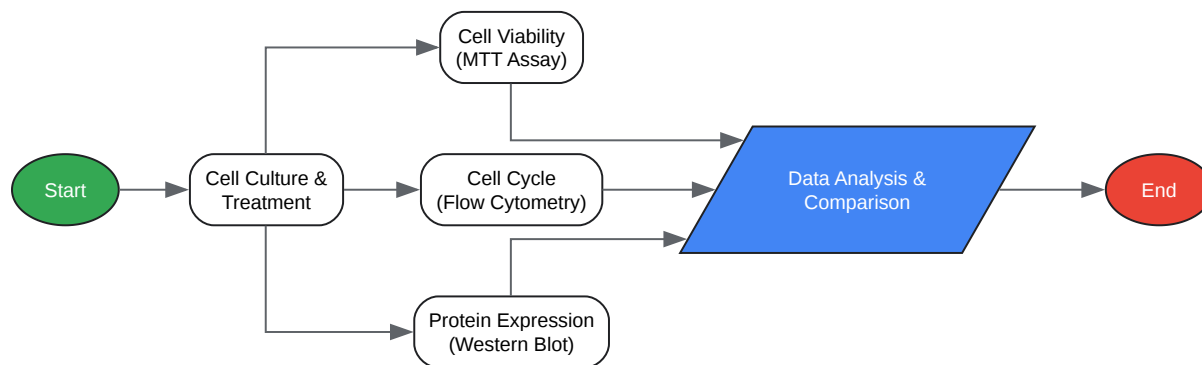 Start
Cell Culture &
Treatment
Cell Viability
(MTT Assay)
Cell Cycle
(Flow Cytometry)
Protein Expression
(Western Blot)
Data Analysis &
Comparison
End